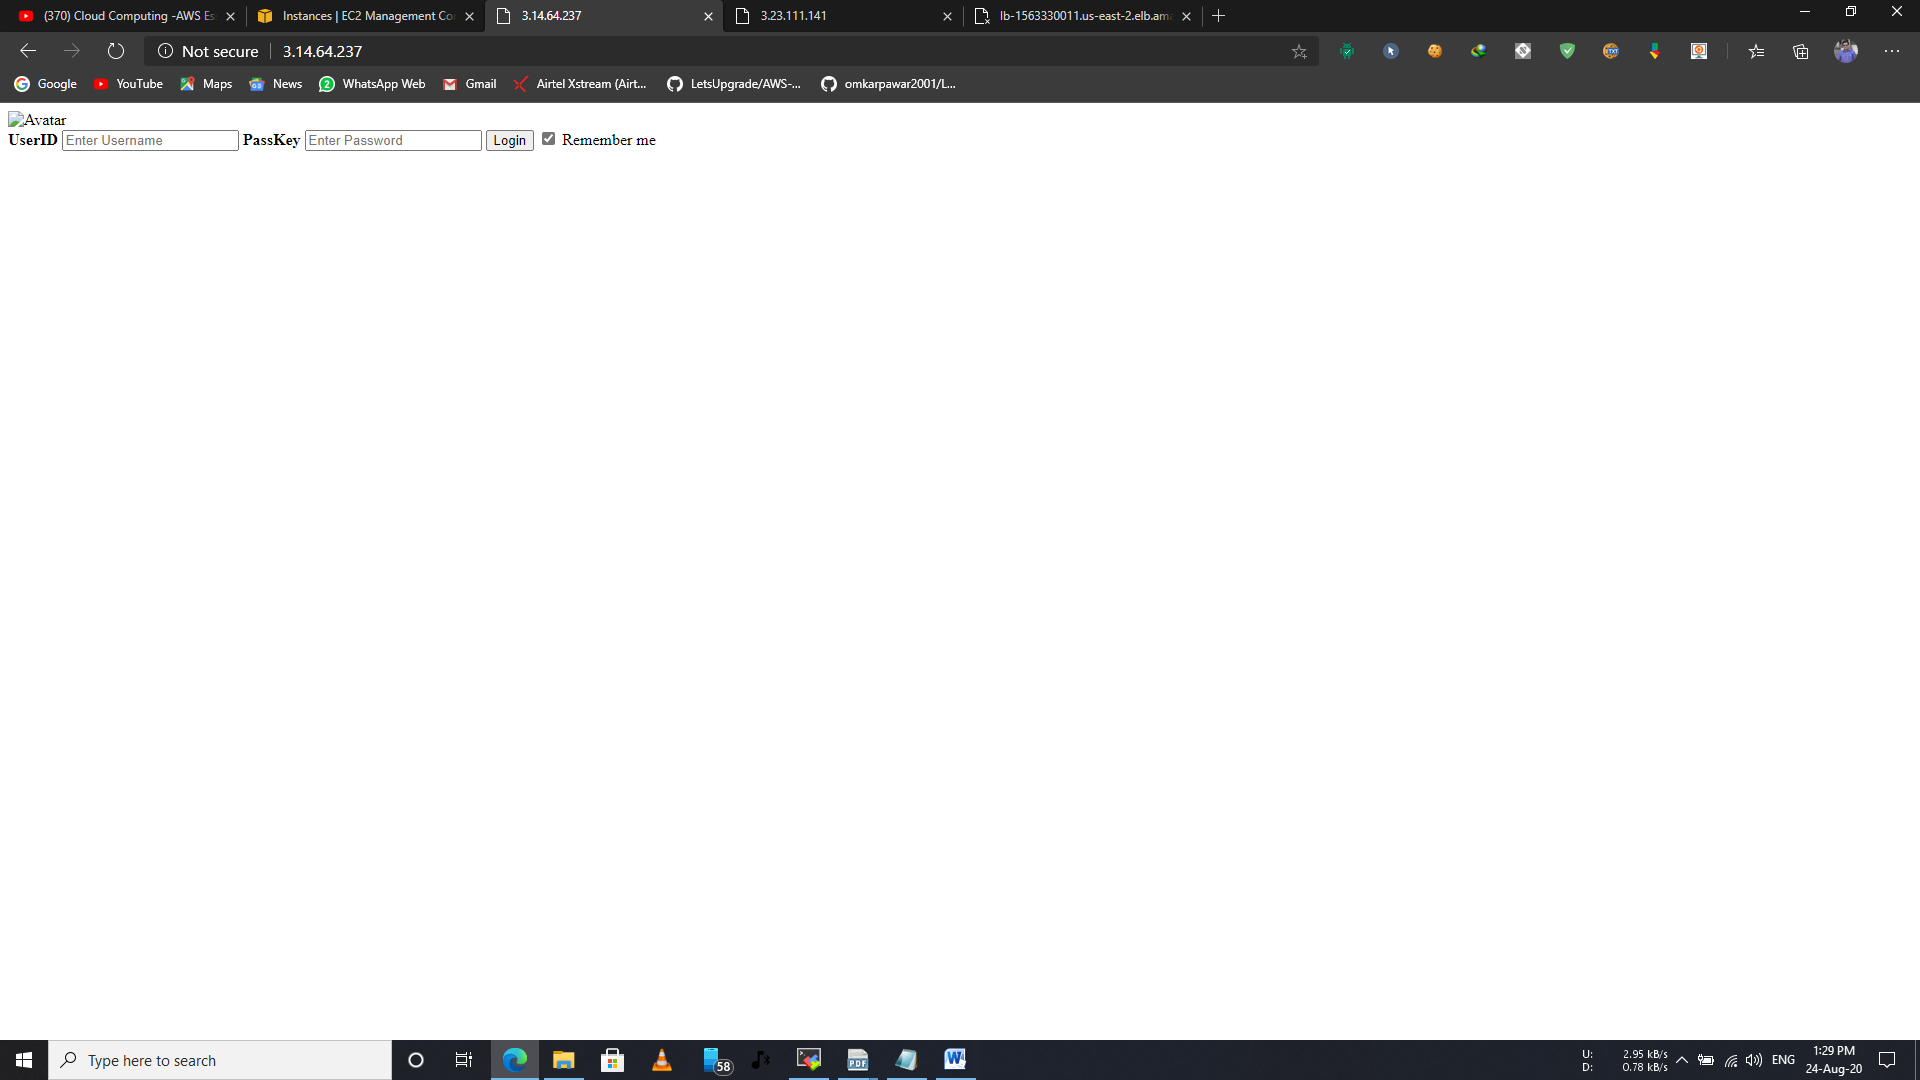 (370) Cloud Computing -AWS Es
Instances | EC2 Management Co
3.14.64.237
3.23.111.141
lb-1563330011.us-east-2.elb.ama
Not secure
3.14.64.237
Google
YouTube
Maps
News
WhatsApp Web
Gmail
Airtel Xstream (Airt...
LetsUpgrade/AWS-...
omkarpawar2001/L...
Avatar
UserID Enter Username PassKey Enter Password Login Remember me
Type here to search
58
U: 2.95 kB/s
D: 0.78 kB/s
ENG
1:29 PM
24-Aug-20